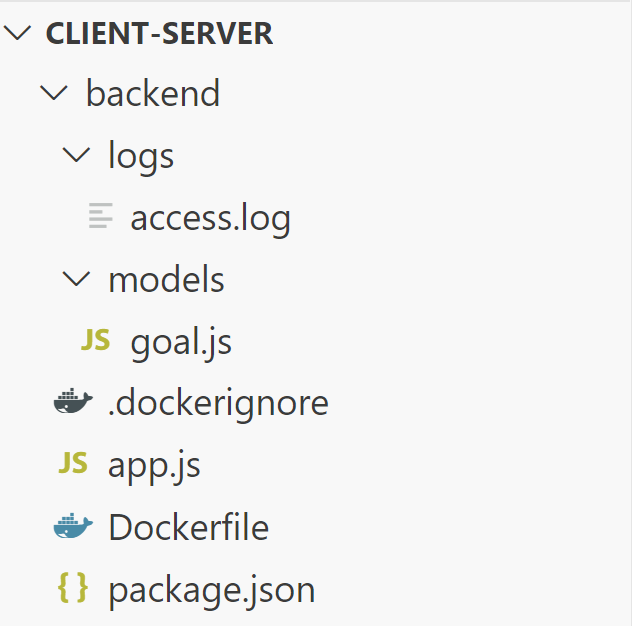 CLIENT-SERVER
backend
logs
access.log
models
JS goal.js
.dockerignore
JS app.js
Dockerfile
{ } package.json